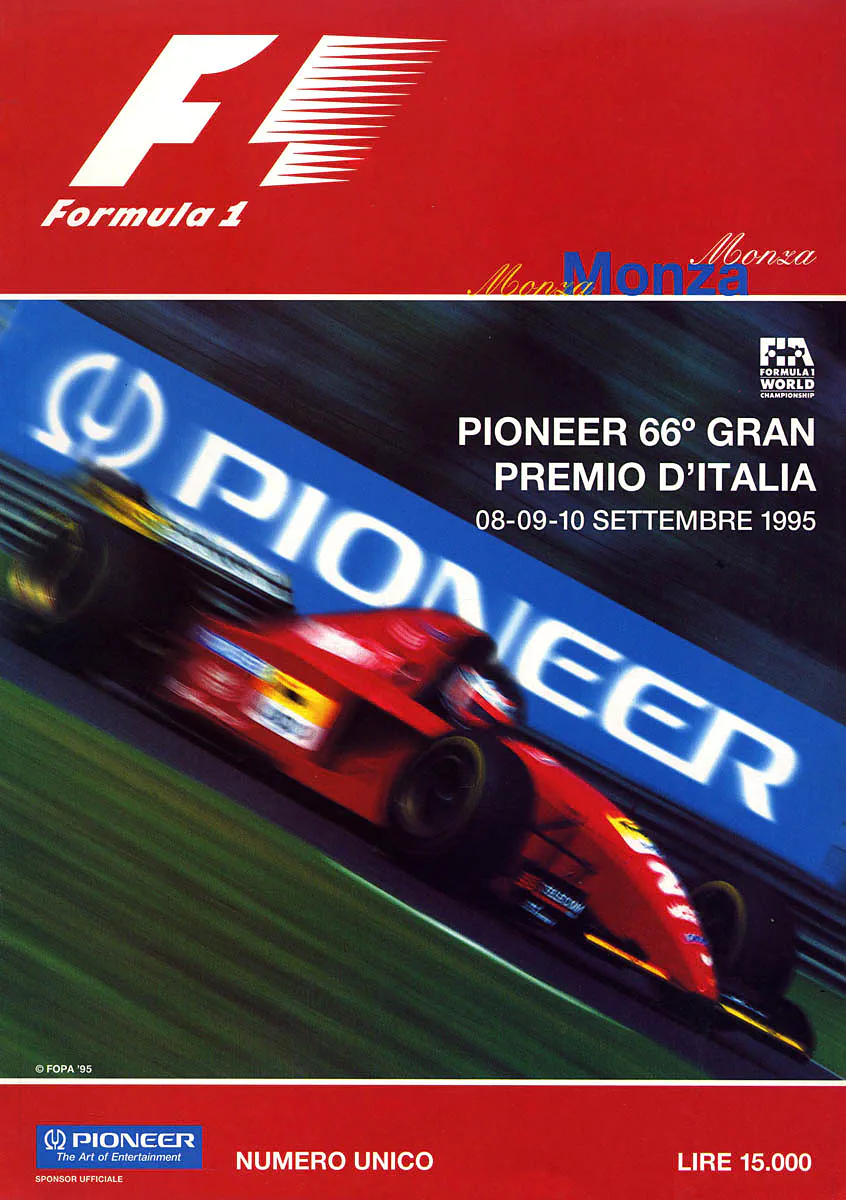 F1
Formula 1
Monza Monza Monza
FIA
FORMULA 1
WORLD
CHAMPIONSHIP
PIONEER 66º GRAN
PREMIO D'ITALIA
08-09-10 SETTEMBRE 1995
PIONEER
TELECOM
© FOPA '95
PIONEER
The Art of Entertainment
SPONSOR UFFICIALE
NUMERO UNICO
LIRE 15.000